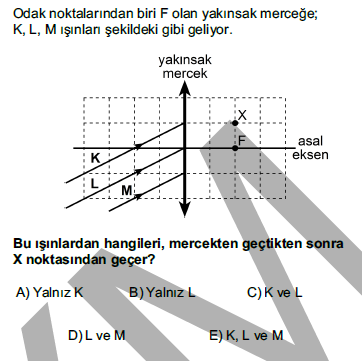 Odak noktalarından biri F olan yakınsak merceğe;
K, L, M ışınları şekildeki gibi geliyor.
yakınsak
mercek
X
F
asal
eksen
K
L
M
Bu ışınlardan hangileri, mercekten geçtikten sonra
X noktasından geçer?
A) Yalnız K B) Yalnız L C) K ve L
D) L ve M E) K, L ve M